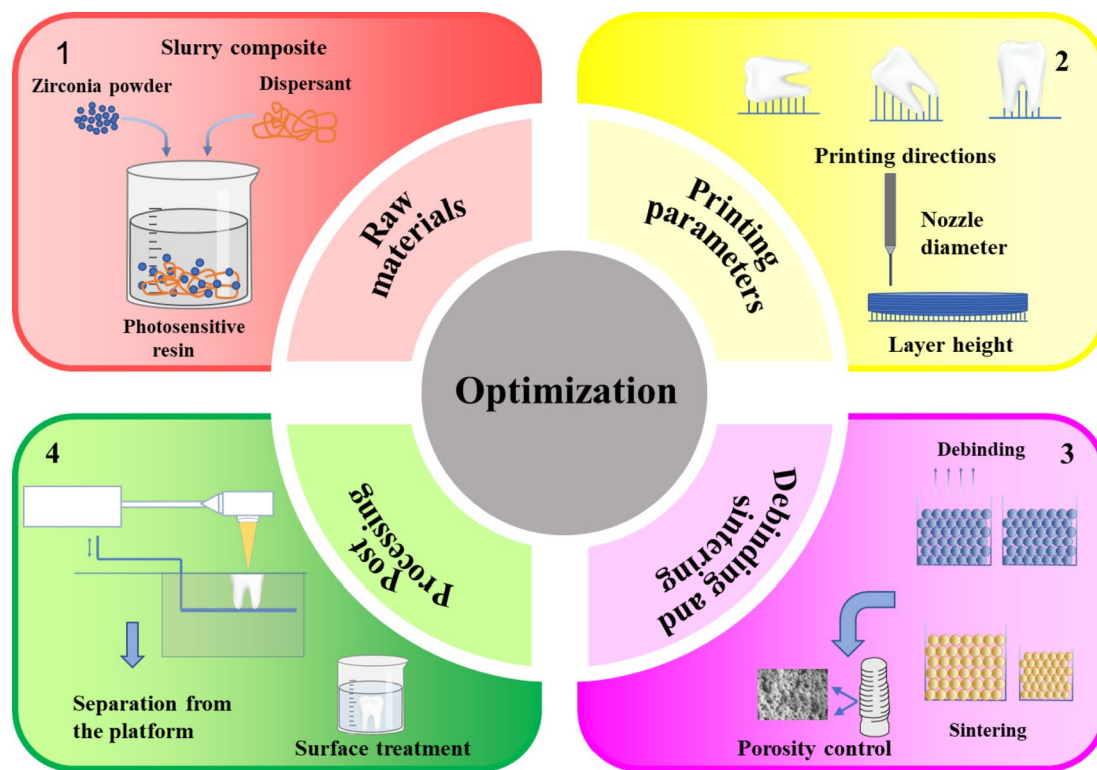 1
Slurry composite
Zirconia powder
Dispersant
Photosensitive
resin
Raw
materials
2
Printing directions
Nozzle
diameter
Layer height
Printing
parameters
Optimization
4
Separation from
the platform
Surface treatment
Post
Processing
3
Debinding
Sintering
Porosity control
Debinding and
sintering